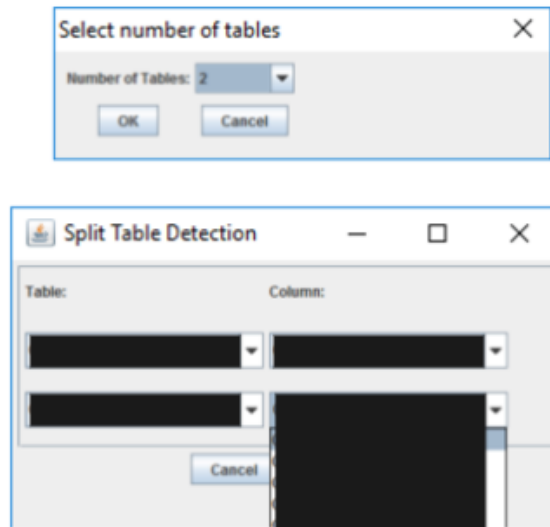 Select number of tables
Number of Tables: 2
OK Cancel
Split Table Detection
Table: Column:
Cancel